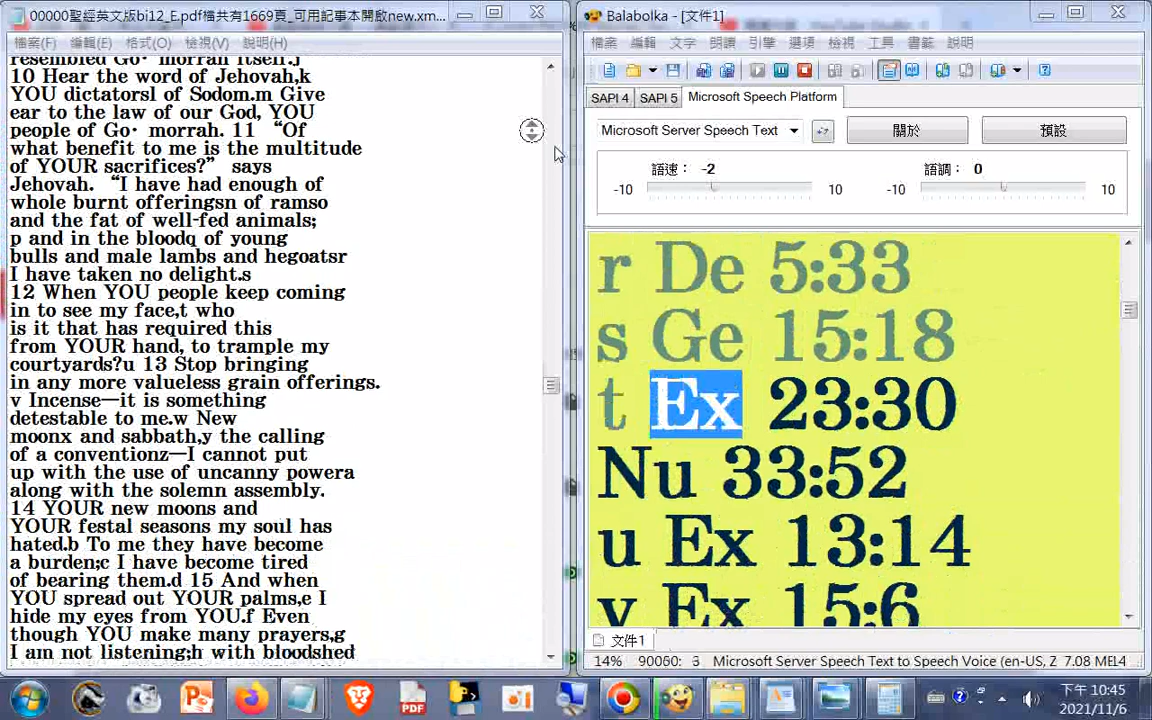 00000聖經英文版bi12_E.pdf檔共有1669頁_可用記事本開啟new.xm...
檔案(F) 編輯(E) 格式(O) 檢視(V) 說明(H)
resembled Go· morrah itself.j
10 Hear the word of Jehovah,k
YOU dictatorsl of Sodom.m Give
ear to the law of our God, YOU
people of Go· morrah. 11 “Of
what benefit to me is the multitude
of YOUR sacrifices?” says
Jehovah. “I have had enough of
whole burnt offeringsn of ramso
and the fat of well-fed animals;
p and in the bloodq of young
bulls and male lambs and hegoatsr
I have taken no delight.s
12 When YOU people keep coming
in to see my face,t who
is it that has required this
from YOUR hand, to trample my
courtyards?u 13 Stop bringing
in any more valueless grain offerings.
v Incense—it is something
detestable to me.w New
moonx and sabbath,y the calling
of a conventionz—I cannot put
up with the use of uncanny powera
along with the solemn assembly.
14 YOUR new moons and
YOUR festal seasons my soul has
hated.b To me they have become
a burden;c I have become tired
of bearing them.d 15 And when
YOU spread out YOUR palms,e I
hide my eyes from YOU.f Even
though YOU make many prayers,g
I am not listening;h with bloodshed
Balabolka - [文件1]
檔案 編輯 文字 朗讀 引擎 選項 檢視 工具 書籤 說明
SAPI 4 SAPI 5 Microsoft Speech Platform
Microsoft Server Speech Text 關於 預設
語速: -2 語調: 0
-10 10 -10 10
r De 5:33
s Ge 15:18
t Ex 23:30
Nu 33:52
u Ex 13:14
v Ex 15:6
文件1
14% 90060: 3 Microsoft Server Speech Text to Speech Voice (en-US, Z 7.08 ME14
PDF
下午 10:45
2021/11/6